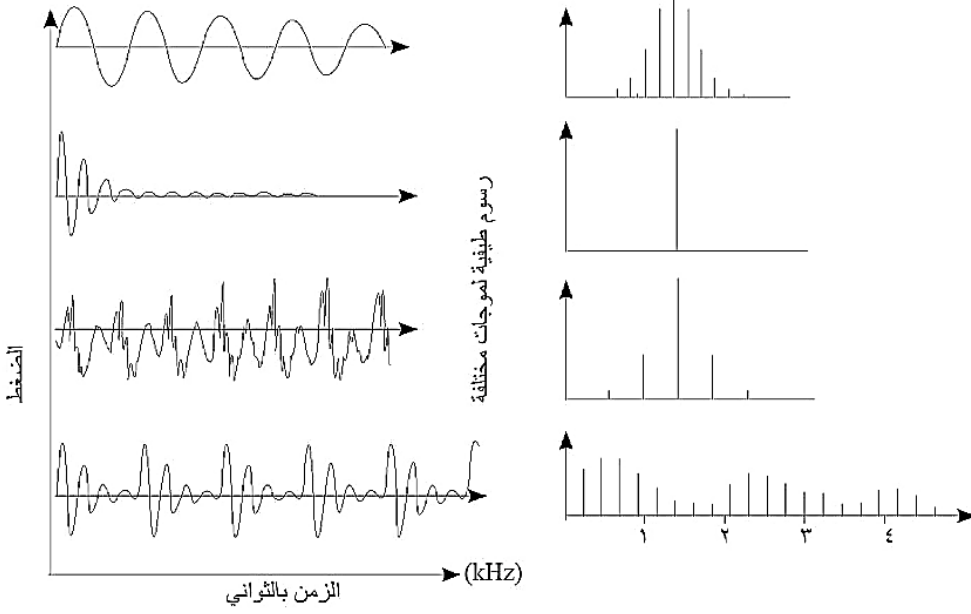 الضغط
رسوم طيفية لموجات مختلفة
١ ٢ ٣ ٤
(kHz)
الزمن بالثواني